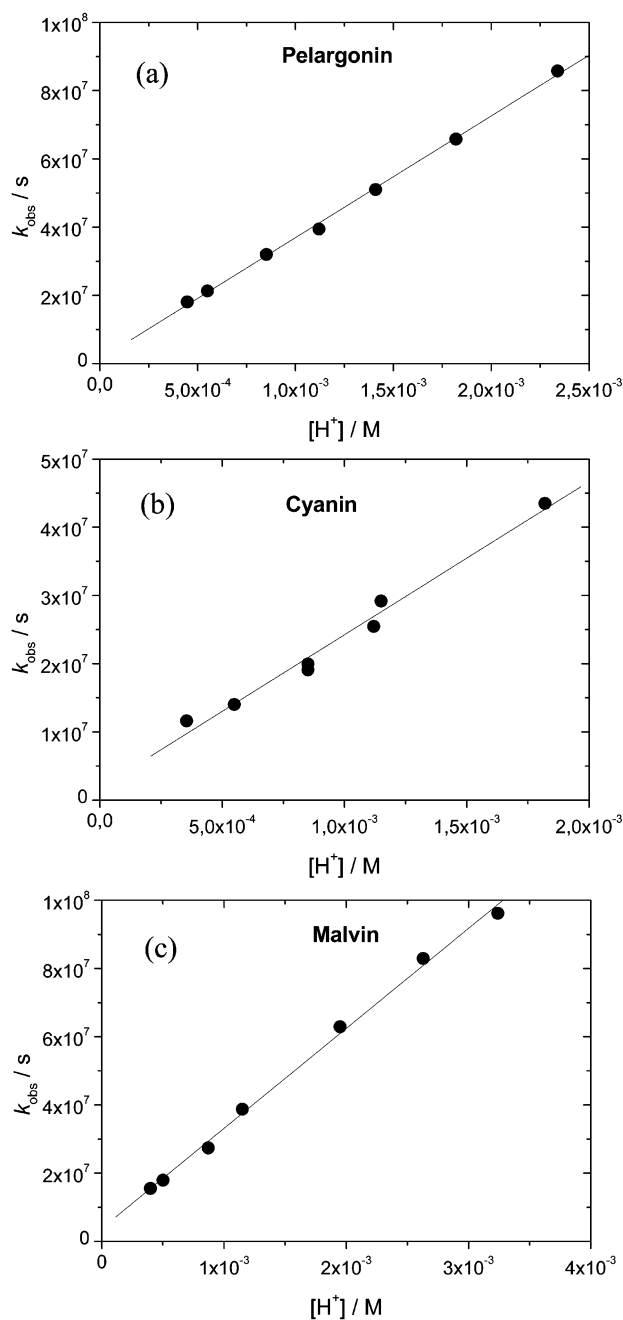 1x10⁸
(a)
Pelargonin
8x10⁷
6x10⁷
4x10⁷
2x10⁷
0
k_obs / s
0,0 5,0x10⁻⁴ 1,0x10⁻³ 1,5x10⁻³ 2,0x10⁻³ 2,5x10⁻³
[H⁺] / M
5x10⁷
(b)
Cyanin
4x10⁷
3x10⁷
2x10⁷
1x10⁷
0
k_obs / s
0,0 5,0x10⁻⁴ 1,0x10⁻³ 1,5x10⁻³ 2,0x10⁻³
[H⁺] / M
1x10⁸
(c)
Malvin
8x10⁷
6x10⁷
4x10⁷
2x10⁷
0
k_obs / s
0 1x10⁻³ 2x10⁻³ 3x10⁻³ 4x10⁻³
[H⁺] / M